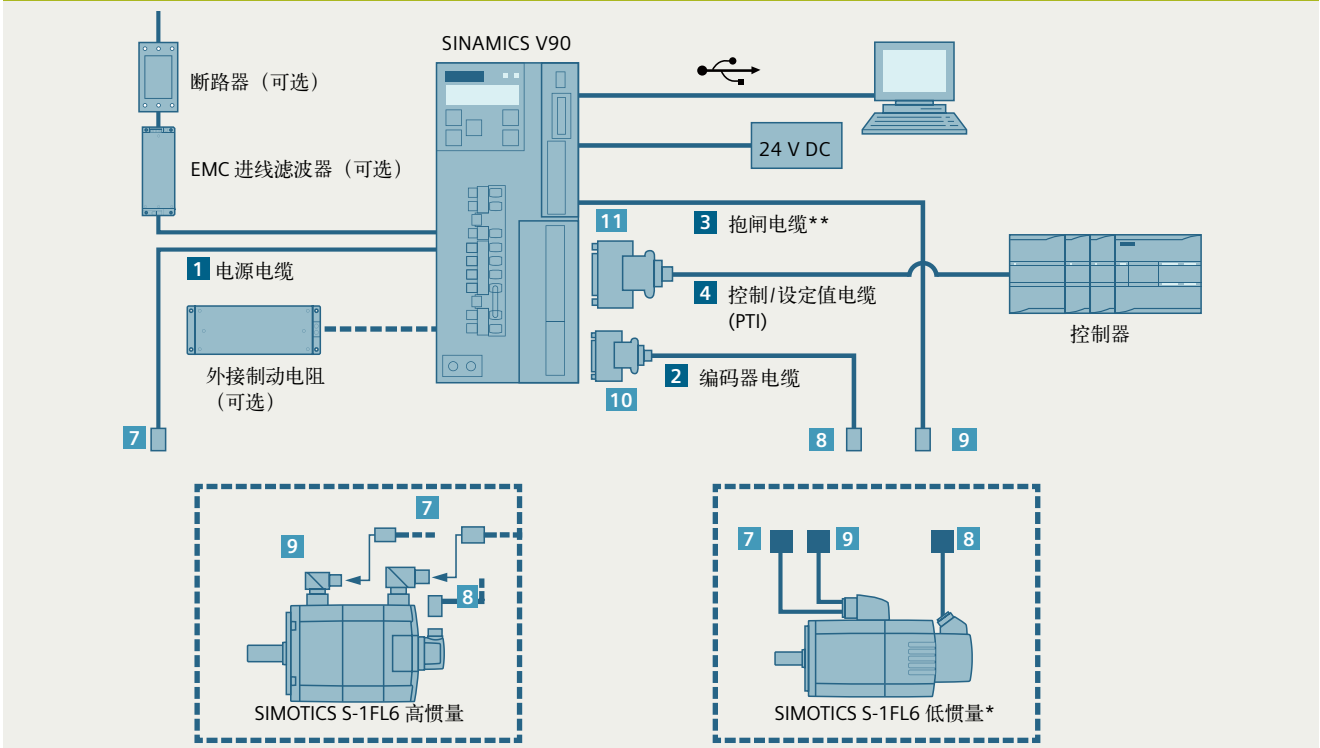 SINAMICS V90
断路器（可选）
EMC 进线滤波器（可选）
24 V DC
11
3 抱闸电缆**
1 电源电缆
4 控制/设定值电缆
(PTI)
控制器
外接制动电阻
（可选）
2 编码器电缆
10
7
8
9
7
9
8
SIMOTICS S-1FL6 高惯量
7
9
8
SIMOTICS S-1FL6 低惯量*